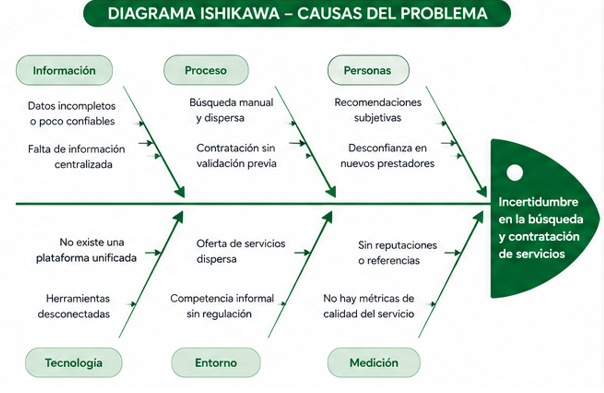 DIAGRAMA ISHIKAWA – CAUSAS DEL PROBLEMA
Información
Proceso
Personas
Datos incompletos
o poco confiables
Falta de información
centralizada
Búsqueda manual
y dispersa
Contratación sin
validación previa
Recomendaciones
subjetivas
Desconfianza en
nuevos prestadores
Incertidumbre
en la búsqueda
y contratación
de servicios
No existe una
plataforma unificada
Herramientas
desconectadas
Oferta de servicios
dispersa
Competencia informal
sin regulación
Sin reputaciones
o referencias
No hay métricas de
calidad del servicio
Tecnología
Entorno
Medición